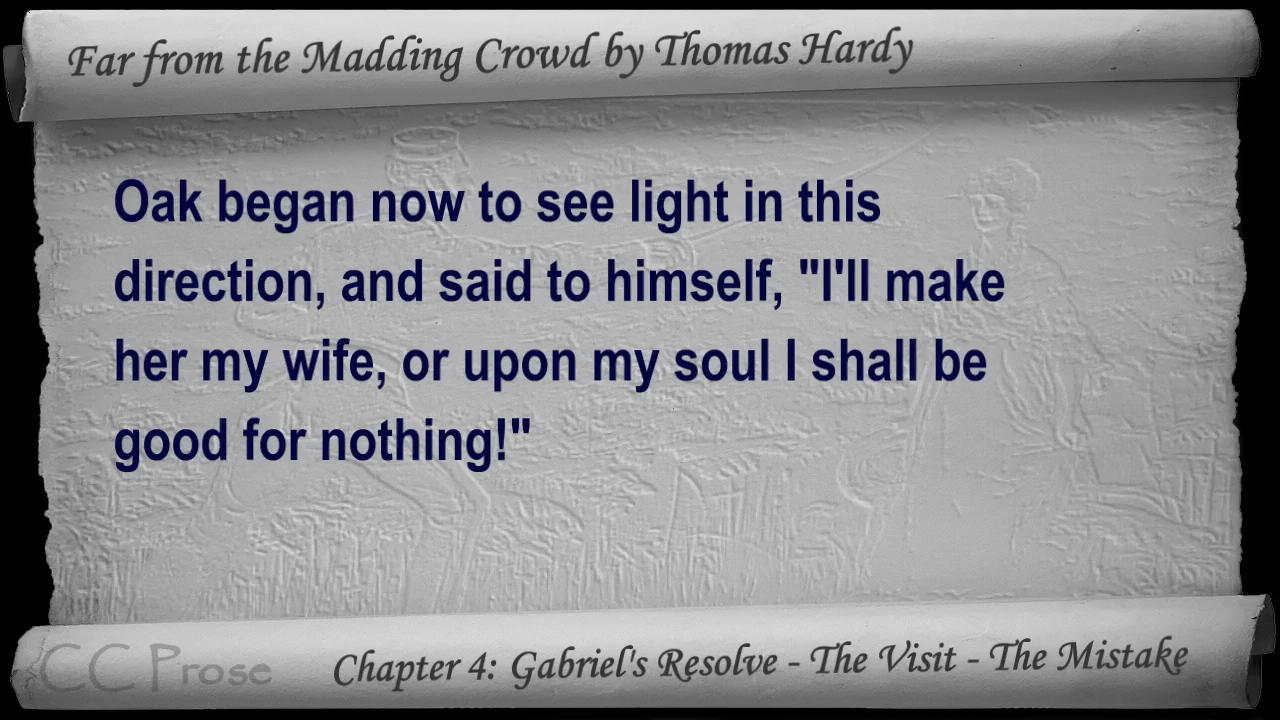 Far from the Madding Crowd by Thomas Hardy
Oak began now to see light in this
direction, and said to himself, "I'll make
her my wife, or upon my soul I shall be
good for nothing!"
CC Prose
Chapter 4: Gabriel's Resolve - The Visit - The Mistake